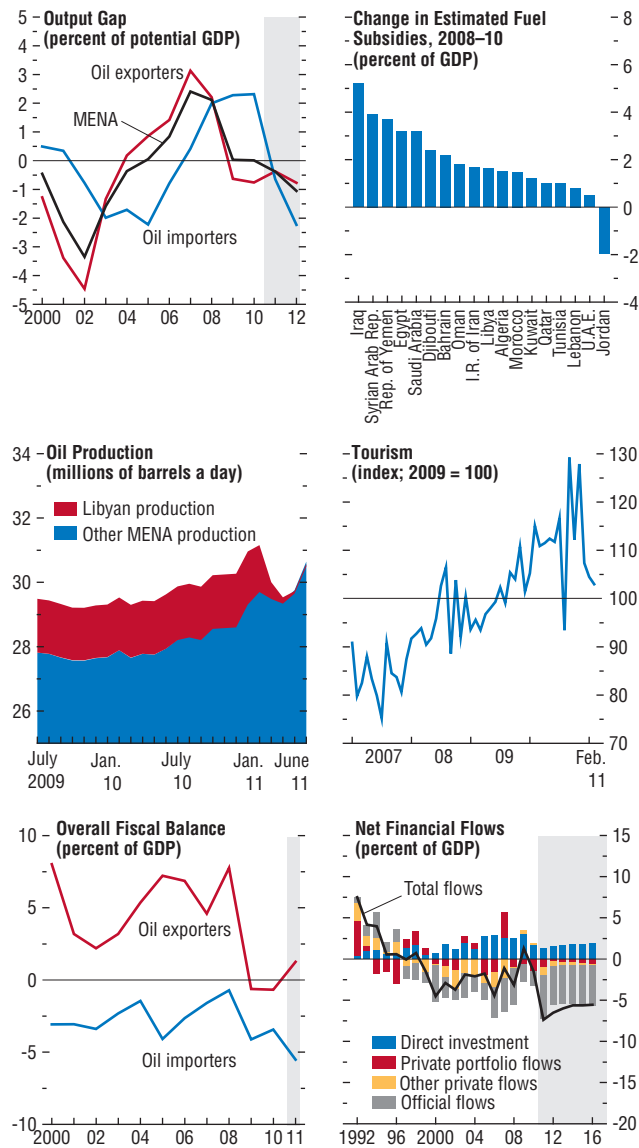 Output Gap
(percent of potential GDP)
5
4
3
2
1
0
-1
-2
-3
-4
-5
Oil exporters
MENA
Oil importers
2000 02 04 06 08 10 12
Change in Estimated Fuel
Subsidies, 2008–10
(percent of GDP)
8
6
4
2
0
-2
-4
Iraq
Syrian Arab Rep.
Rep. of Yemen
Egypt
Saudi Arabia
Djibouti
Bahrain
Oman
I.R. of Iran
Libya
Algeria
Morocco
Kuwait
Qatar
Tunisia
Lebanon
U.A.E.
Jordan
Oil Production
(millions of barrels a day)
34
32
30
28
26
Libyan production
Other MENA production
July Jan. July Jan. June
2009 10 10 11 11
Tourism
(index; 2009 = 100)
130
120
110
100
90
80
70
2007 08 09 Feb.
11
Overall Fiscal Balance
(percent of GDP)
10
5
0
-5
-10
Oil exporters
Oil importers
2000 02 04 06 08 10 11
Net Financial Flows
(percent of GDP)
15
10
5
0
-5
-10
-15
-20
Total flows
Direct investment
Private portfolio flows
Other private flows
Official flows
1992 96 2000 04 08 12 16